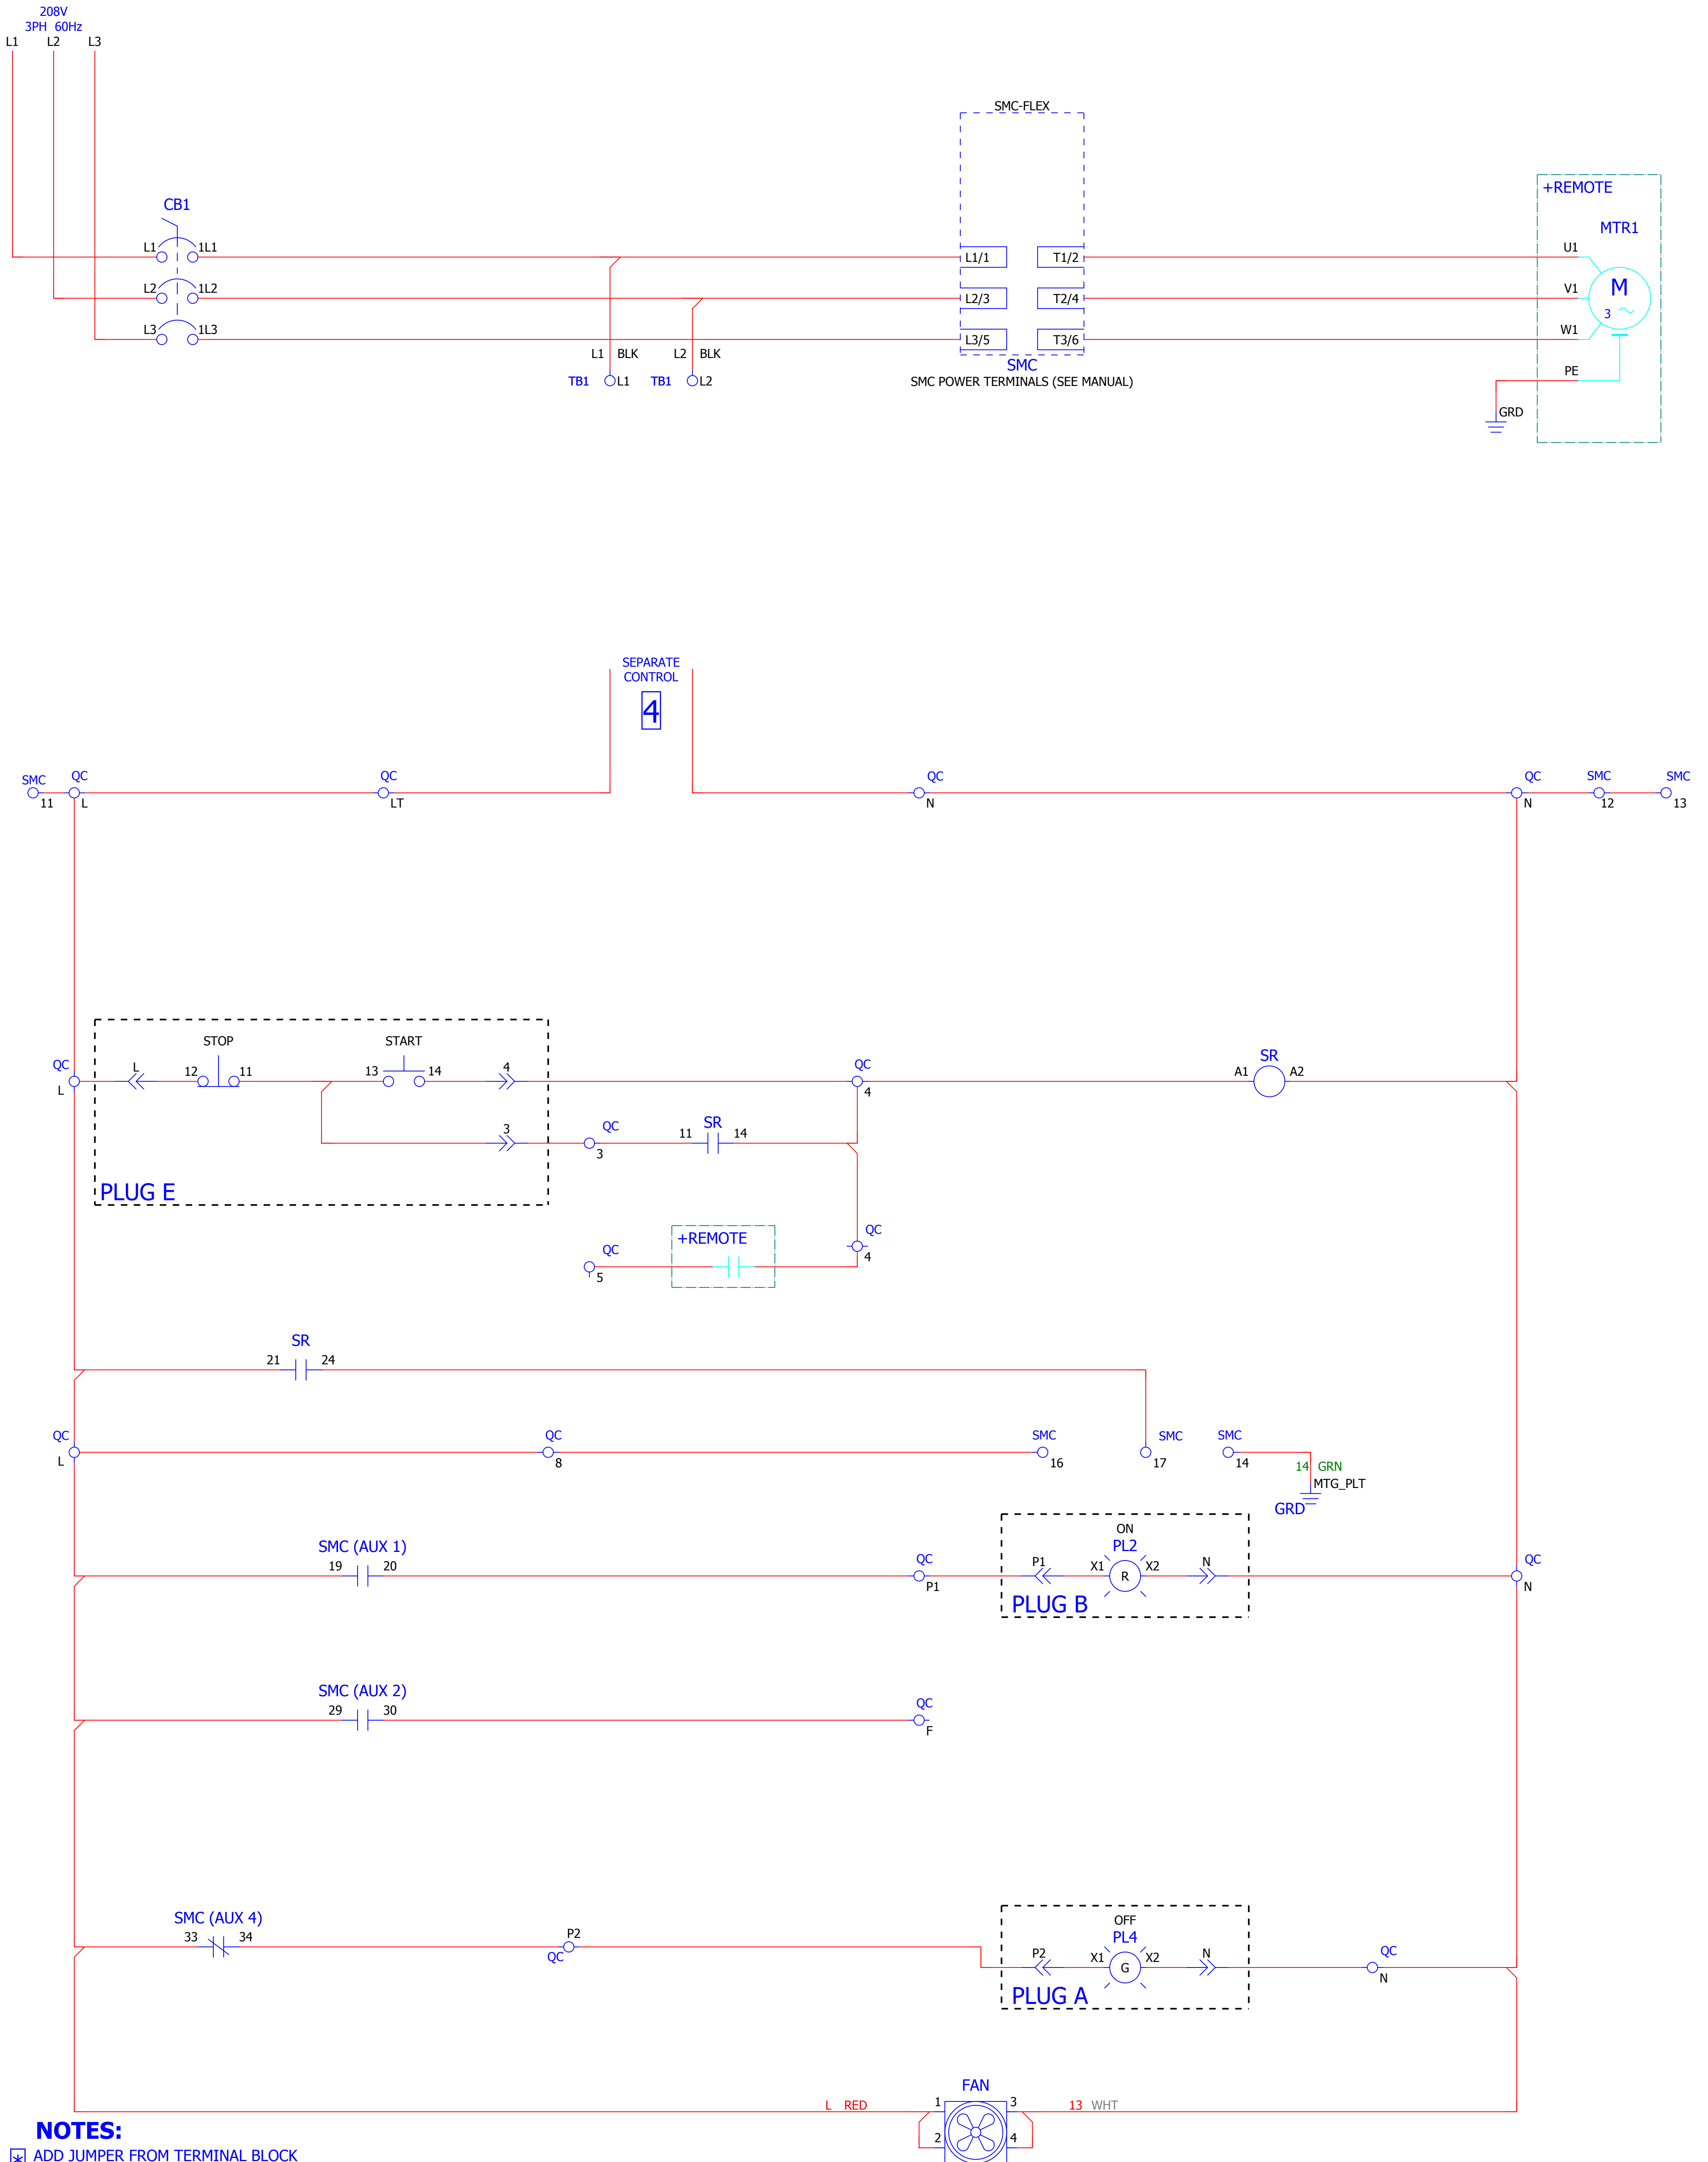 208V
3PH 60Hz
L1 L2 L3
SMC-FLEX
+REMOTE
CB1
MTR1
L1 1L1 L1/1 T1/2 U1
L2 1L2 L2/3 T2/4 V1 M
3
L3 1L3 L3/5 T3/6 W1
L1 BLK L2 BLK
SMC
PE
TB1 L1 TB1 L2
SMC POWER TERMINALS (SEE MANUAL)
GRD
SEPARATE
CONTROL
4
SMC QC QC QC QC SMC SMC
11 L LT N N 12 13
STOP START
QC L 12 11 13 14 4 QC SR
L 4 A1 A2
3 QC 11 SR 14
3
PLUG E
QC
+REMOTE
QC 4
5
SR
21 24
QC QC SMC SMC SMC
L 8 16 17 14
14 GRN
MTG_PLT
GRD
ON
SMC (AUX 1) PL2
19 20 QC P1 X1 X2 N QC
R
P1 N
PLUG B
SMC (AUX 2)
29 30 QC
F
SMC (AUX 4) OFF
33 34 P2 PL4
QC P2 X1 X2 N QC
G
N
PLUG A
FAN
L RED 1 3 13 WHT
NOTES:
2 4
* ADD JUMPER FROM TERMINAL BLOCK